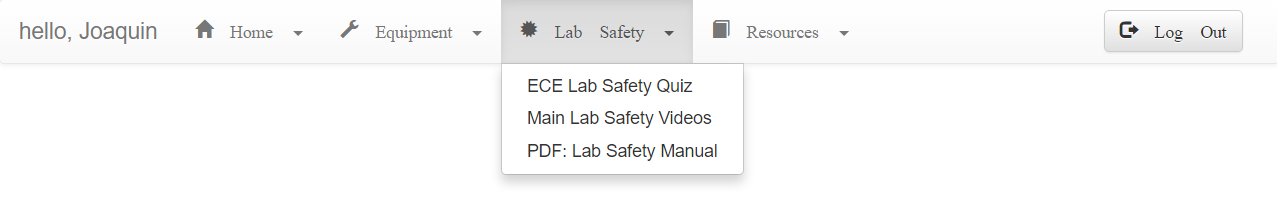 hello, Joaquin Home Equipment Lab Safety Resources Log Out
ECE Lab Safety Quiz
Main Lab Safety Videos
PDF: Lab Safety Manual